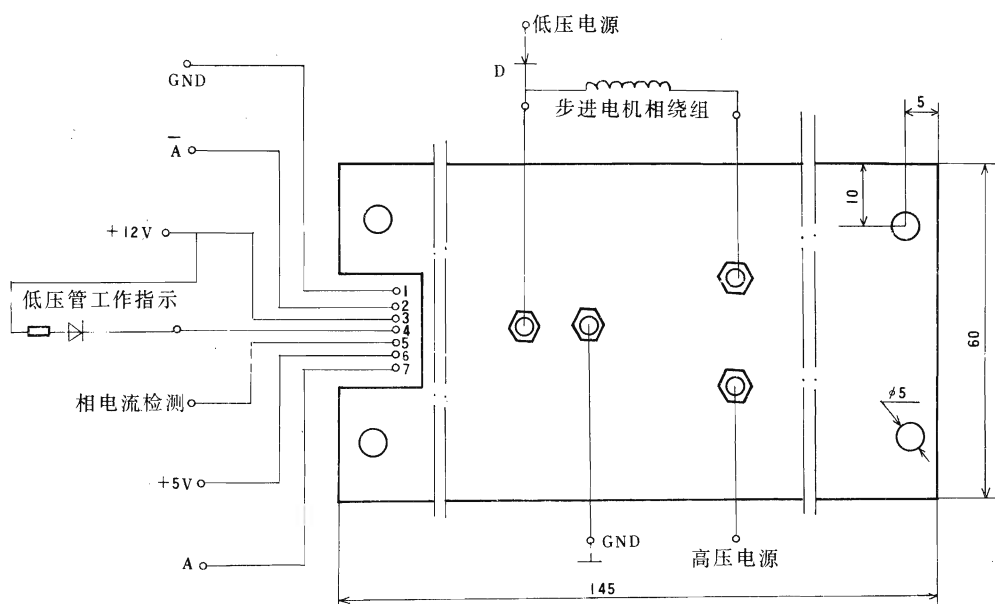 低压电源
D
步进电机相绕组
GND
A̅
+12V
低压管工作指示
相电流检测
+5V
A
1
2
3
4
5
6
7
GND
高压电源
5
10
60
φ5
145